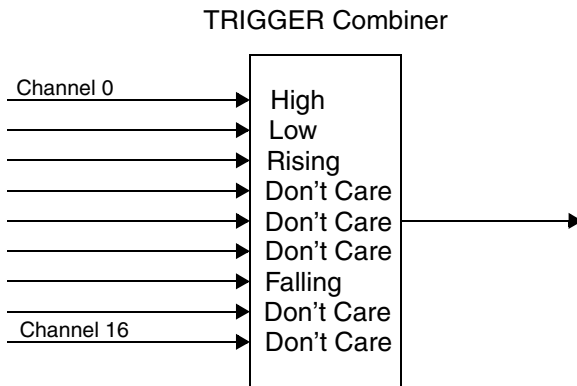 TRIGGER Combiner
Channel 0
High
Low
Rising
Don't Care
Don't Care
Don't Care
Falling
Don't Care
Channel 16
Don't Care